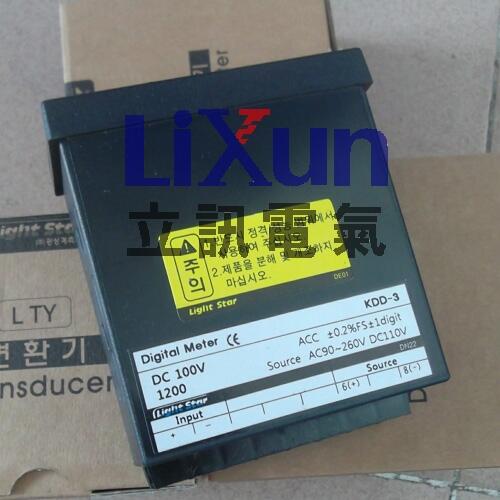 LiXun
立訊電氣
Light Star
L TY
변환기
nsducer
주의
정격
2.제품을 분해 및
마십시오.
DE01
Light Star
Digital Meter CE
KDD-3
DC 100V
ACC ±0.2%FS±1digit
1200
Source AC90~260V DC110V
Light Star
DN22
Input
Source
+ -
6(+) 8(-)